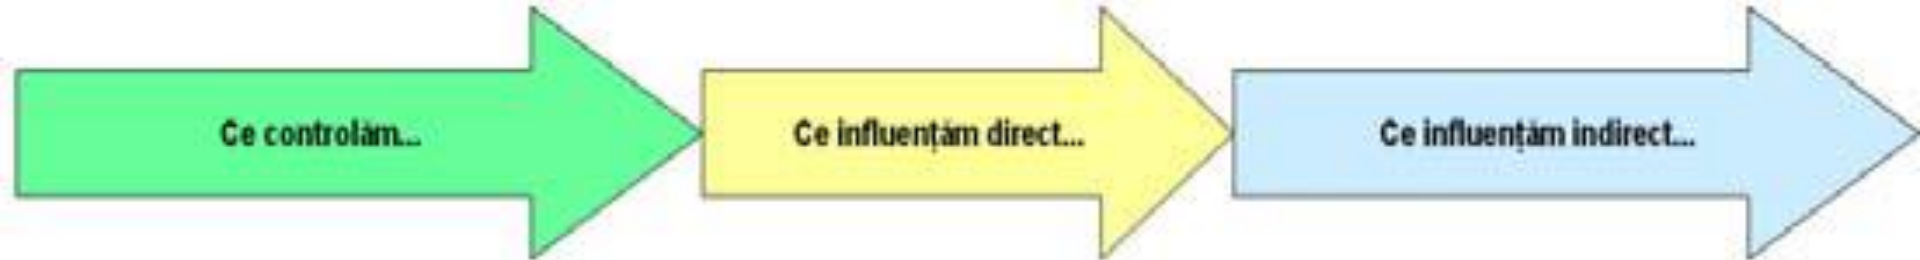 Ce controlăm...
Ce influențăm direct...
Ce influențăm indirect...